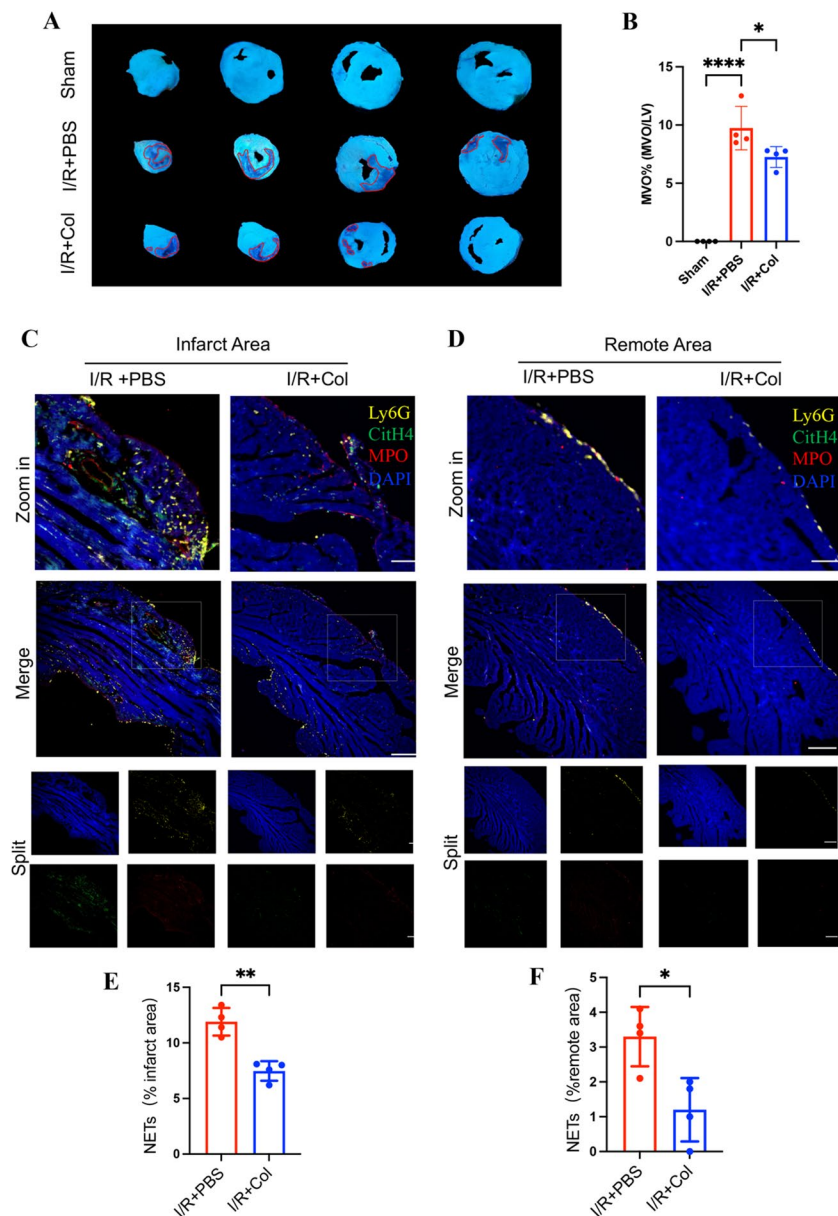 A
Sham
I/R+PBS
I/R+Col
B
****
*
MVO% (MVO/LV)
15
10
5
0
Sham
I/R+PBS
I/R+Col
C
Infarct Area
I/R +PBS
I/R+Col
Zoom in
Ly6G
CitH4
MPO
DAPI
Merge
Split
D
Remote Area
I/R+PBS
I/R+Col
Zoom in
Ly6G
CitH4
MPO
DAPI
Merge
Split
E
**
NETs (% infarct area)
15
10
5
0
I/R+PBS
I/R+Col
F
*
NETs (%remote area)
5
4
3
2
1
0
I/R+PBS
I/R+Col